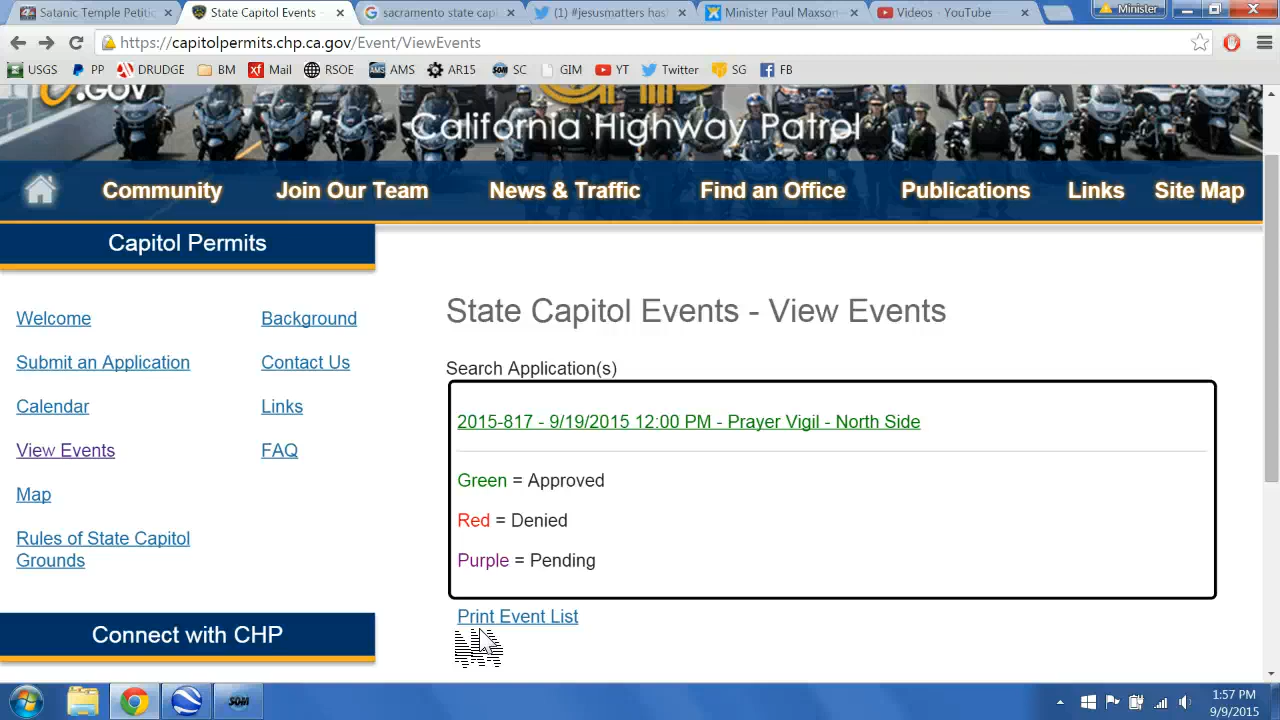 Satanic Temple Petitic
State Capitol Events -
sacramento state capi
(1) #jesusmatters has
Minister Paul Maxson
Videos - YouTube
Minister
https://capitolpermits.chp.ca.gov/Event/ViewEvents
USGS PP DRUDGE BM Mail RSOE AMS AR15 SC GIM YT Twitter SG FB
.GOV
California Highway Patrol
Community Join Our Team News & Traffic Find an Office Publications Links Site Map
Capitol Permits
Welcome Background
Submit an Application Contact Us
Calendar Links
View Events FAQ
Map
Rules of State Capitol
Grounds
Connect with CHP
State Capitol Events - View Events
Search Application(s)
2015-817 - 9/19/2015 12:00 PM - Prayer Vigil - North Side
Green = Approved
Red = Denied
Purple = Pending
Print Event List
1:57 PM
9/9/2015